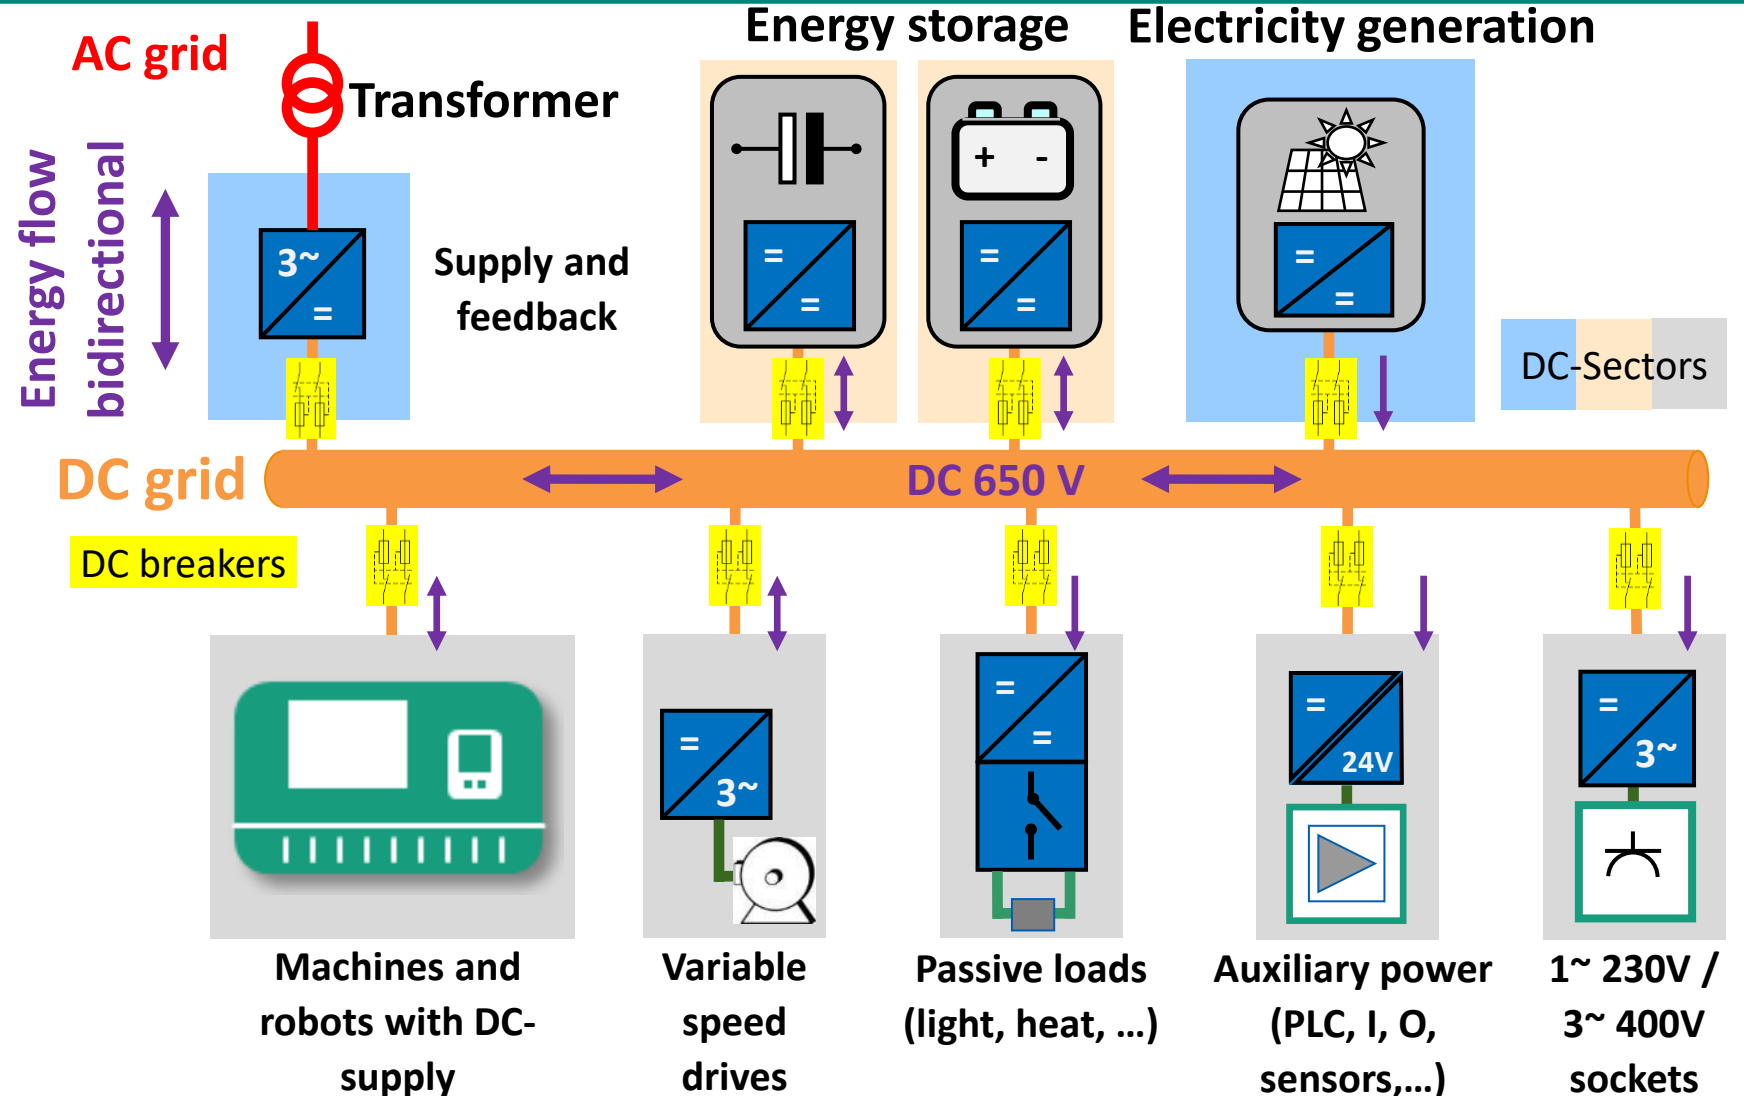 Energy storage
Electricity generation
AC grid
Transformer
Energy flow
bidirectional
+ -
3~
=
Supply and
feedback
=
=
=
=
=
=
DC-Sectors
DC grid
DC 650 V
DC breakers
=
3~
=
=
=
24V
=
3~
Machines and
robots with DC-
supply
Variable
speed
drives
Passive loads
(light, heat, ...)
Auxiliary power
(PLC, I, O,
sensors,...)
1~ 230V /
3~ 400V
sockets